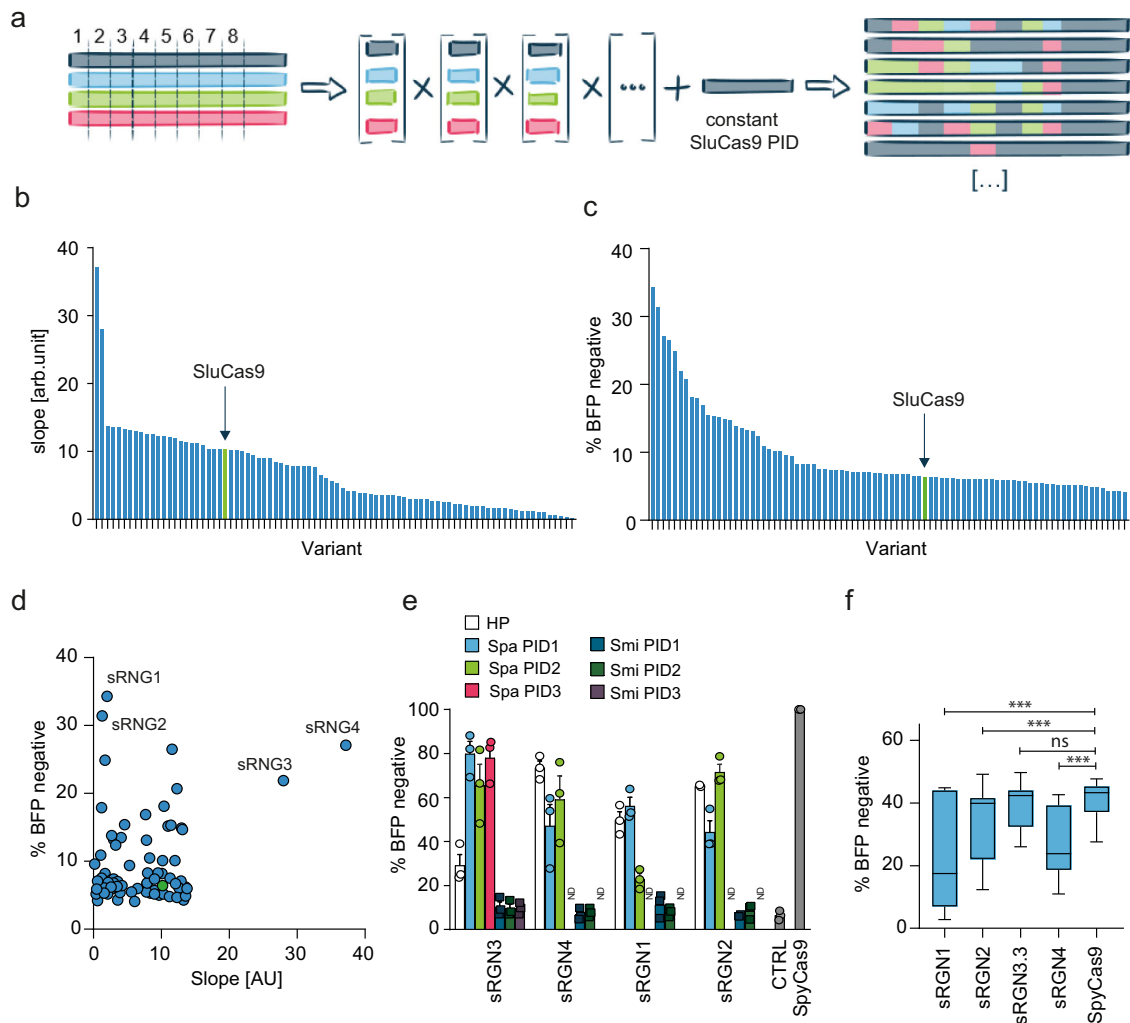 a
1 2 3 4 5 6 7 8
constant
SluCas9 PID
[...]
b
slope [arb.unit]
40
30
20
10
0
SluCas9
Variant
c
% BFP negative
40
30
20
10
0
SluCas9
Variant
d
% BFP negative
40
30
20
10
0
sRNG1
sRNG2
sRNG3
sRNG4
0 10 20 30 40
Slope [AU]
e
HP
Spa PID1
Spa PID2
Spa PID3
Smi PID1
Smi PID2
Smi PID3
% BFP negative
100
80
60
40
20
0
ND
ND
ND
ND
ND
ND
sRGN3
sRGN4
sRGN1
sRGN2
CTRL
SpyCas9
f
% BFP negative
60
40
20
0
***
***
ns
***
sRGN1
sRGN2
sRGN3.3
sRGN4
SpyCas9